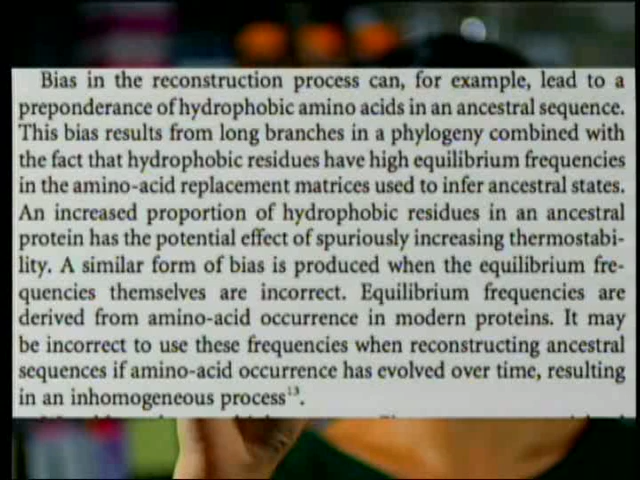 Bias in the reconstruction process can, for example, lead to a
preponderance of hydrophobic amino acids in an ancestral sequence.
This bias results from long branches in a phylogeny combined with
the fact that hydrophobic residues have high equilibrium frequencies
in the amino-acid replacement matrices used to infer ancestral states.
An increased proportion of hydrophobic residues in an ancestral
protein has the potential effect of spuriously increasing thermostabi-
lity. A similar form of bias is produced when the equilibrium fre-
quencies themselves are incorrect. Equilibrium frequencies are
derived from amino-acid occurrence in modern proteins. It may
be incorrect to use these frequencies when reconstructing ancestral
sequences if amino-acid occurrence has evolved over time, resulting
in an inhomogeneous process¹³.